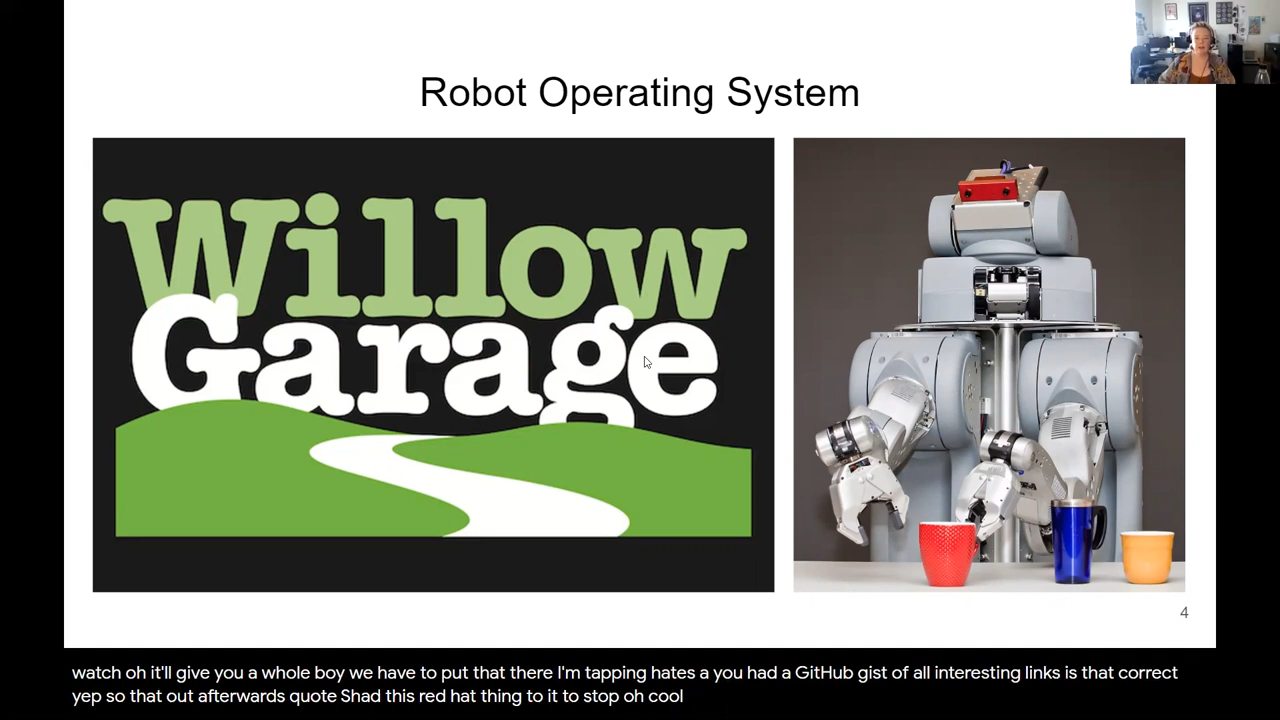 Robot Operating System
Willow
Garage
4
watch oh it'll give you a whole boy we have to put that there I'm tapping hates a you had a GitHub gist of all interesting links is that correct
yep so that out afterwards quote Shad this red hat thing to it to stop oh cool